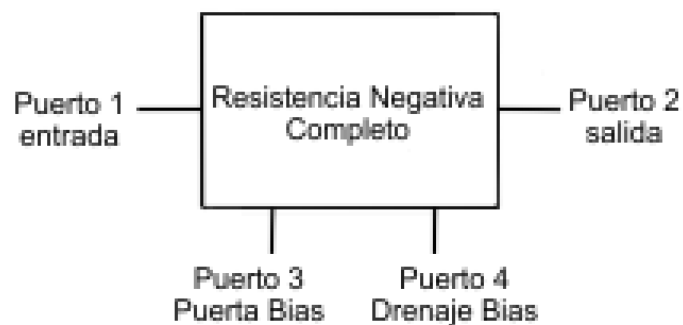 Resistencia Negativa
Completo
Puerto 1
entrada
Puerto 2
salida
Puerto 3
Puerta Bias
Puerto 4
Drenaje Bias